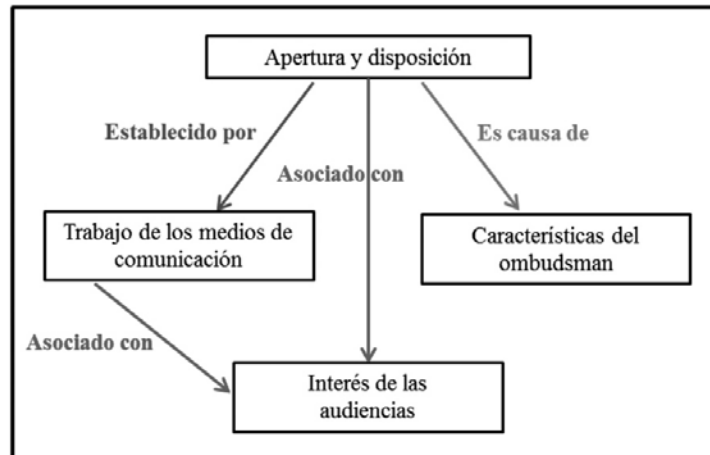 Apertura y disposición
Establecido por
Es causa de
Asociado con
Trabajo de los medios de
comunicación
Características del
ombudsman
Asociado con
Interés de las
audiencias